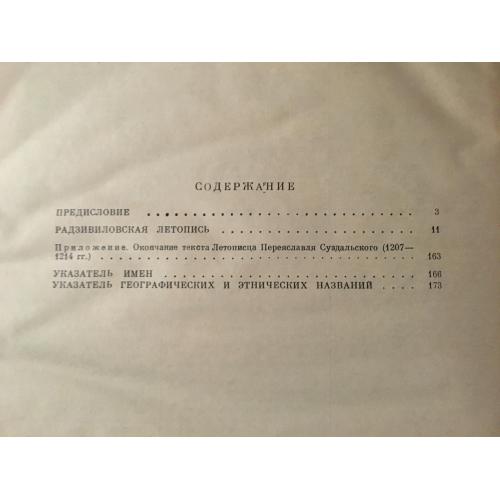 СОДЕРЖАНИЕ
ПРЕДИСЛОВИЕ . . . . . . . . . . . . . . . . . . . . 3
РАДЗИВИЛОВСКАЯ ЛЕТОПИСЬ . . . . . . . . . . . . . . 11
Приложение. Окончание текста Летописца Переяславля Суздальского (1207—
1214 гг.) . . . . . . . . . . . . . . . . . . . . 163
УКАЗАТЕЛЬ ИМЕН . . . . . . . . . . . . . . . . . . 166
УКАЗАТЕЛЬ ГЕОГРАФИЧЕСКИХ И ЭТНИЧЕСКИХ НАЗВАНИЙ . . . . 173